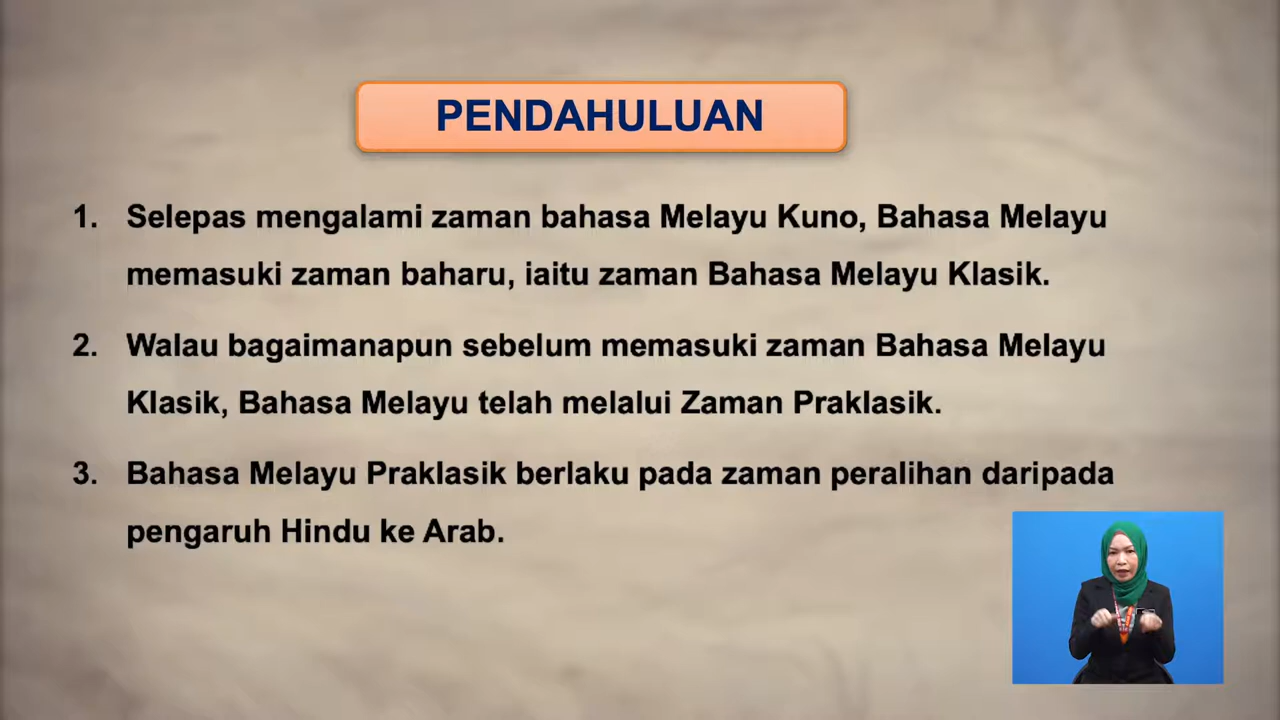 PENDAHULUAN
1. Selepas mengalami zaman bahasa Melayu Kuno, Bahasa Melayu
memasuki zaman baharu, iaitu zaman Bahasa Melayu Klasik.
2. Walau bagaimanapun sebelum memasuki zaman Bahasa Melayu
Klasik, Bahasa Melayu telah melalui Zaman Praklasik.
3. Bahasa Melayu Praklasik berlaku pada zaman peralihan daripada
pengaruh Hindu ke Arab.